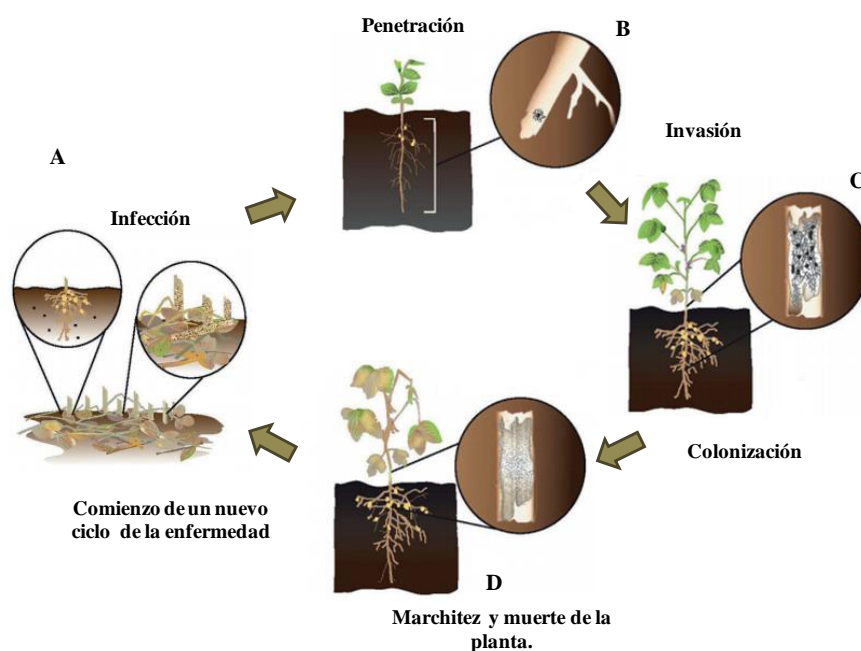 Penetración
B
Invasión
A
C
Infección
Colonización
Comienzo de un nuevo
ciclo de la enfermedad
D
Marchitez y muerte de la
planta.